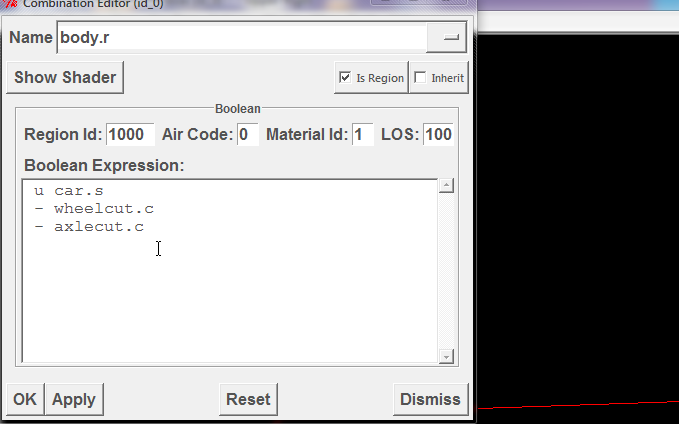 Combination Editor (id_0)
Name body.r
Show Shader Is Region Inherit
Boolean
Region Id: 1000 Air Code: 0 Material Id: 1 LOS: 100
Boolean Expression:
u car.s
- wheelcut.c
- axlecut.c
OK Apply Reset Dismiss